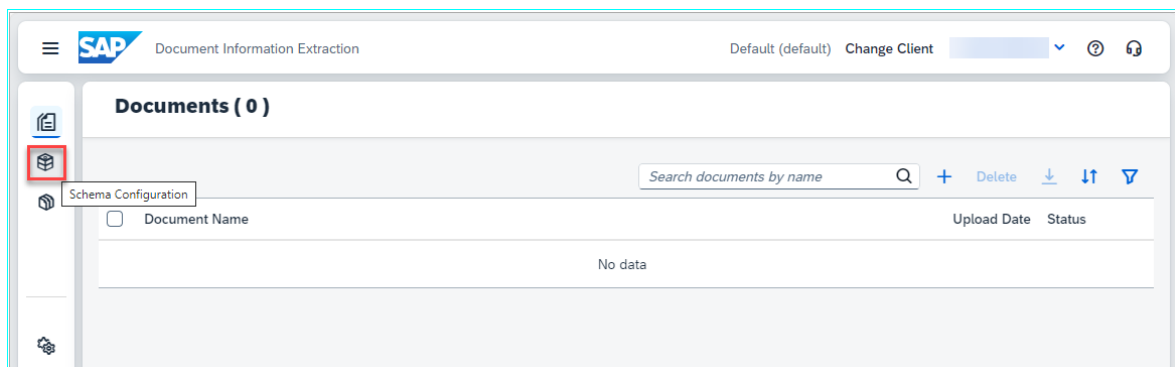 SAP Document Information Extraction Default (default) Change Client
Documents ( 0 )
Search documents by name + Delete
Schema Configuration
Document Name Upload Date Status
No data